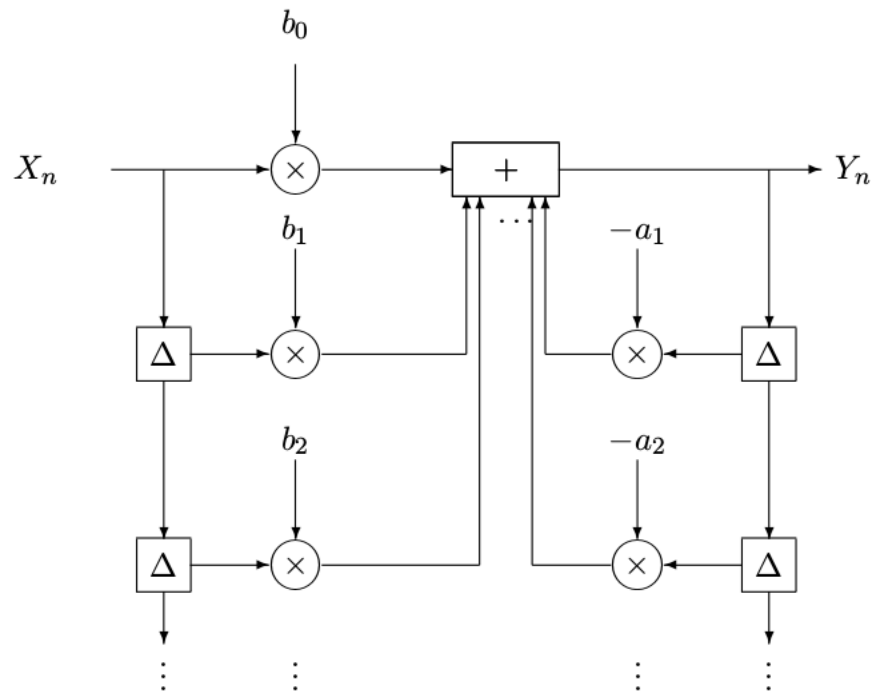 b₀
Xₙ × + Yₙ
b₁ ⋯ −a₁
Δ × × Δ
b₂ −a₂
Δ × × Δ
⋮ ⋮ ⋮ ⋮